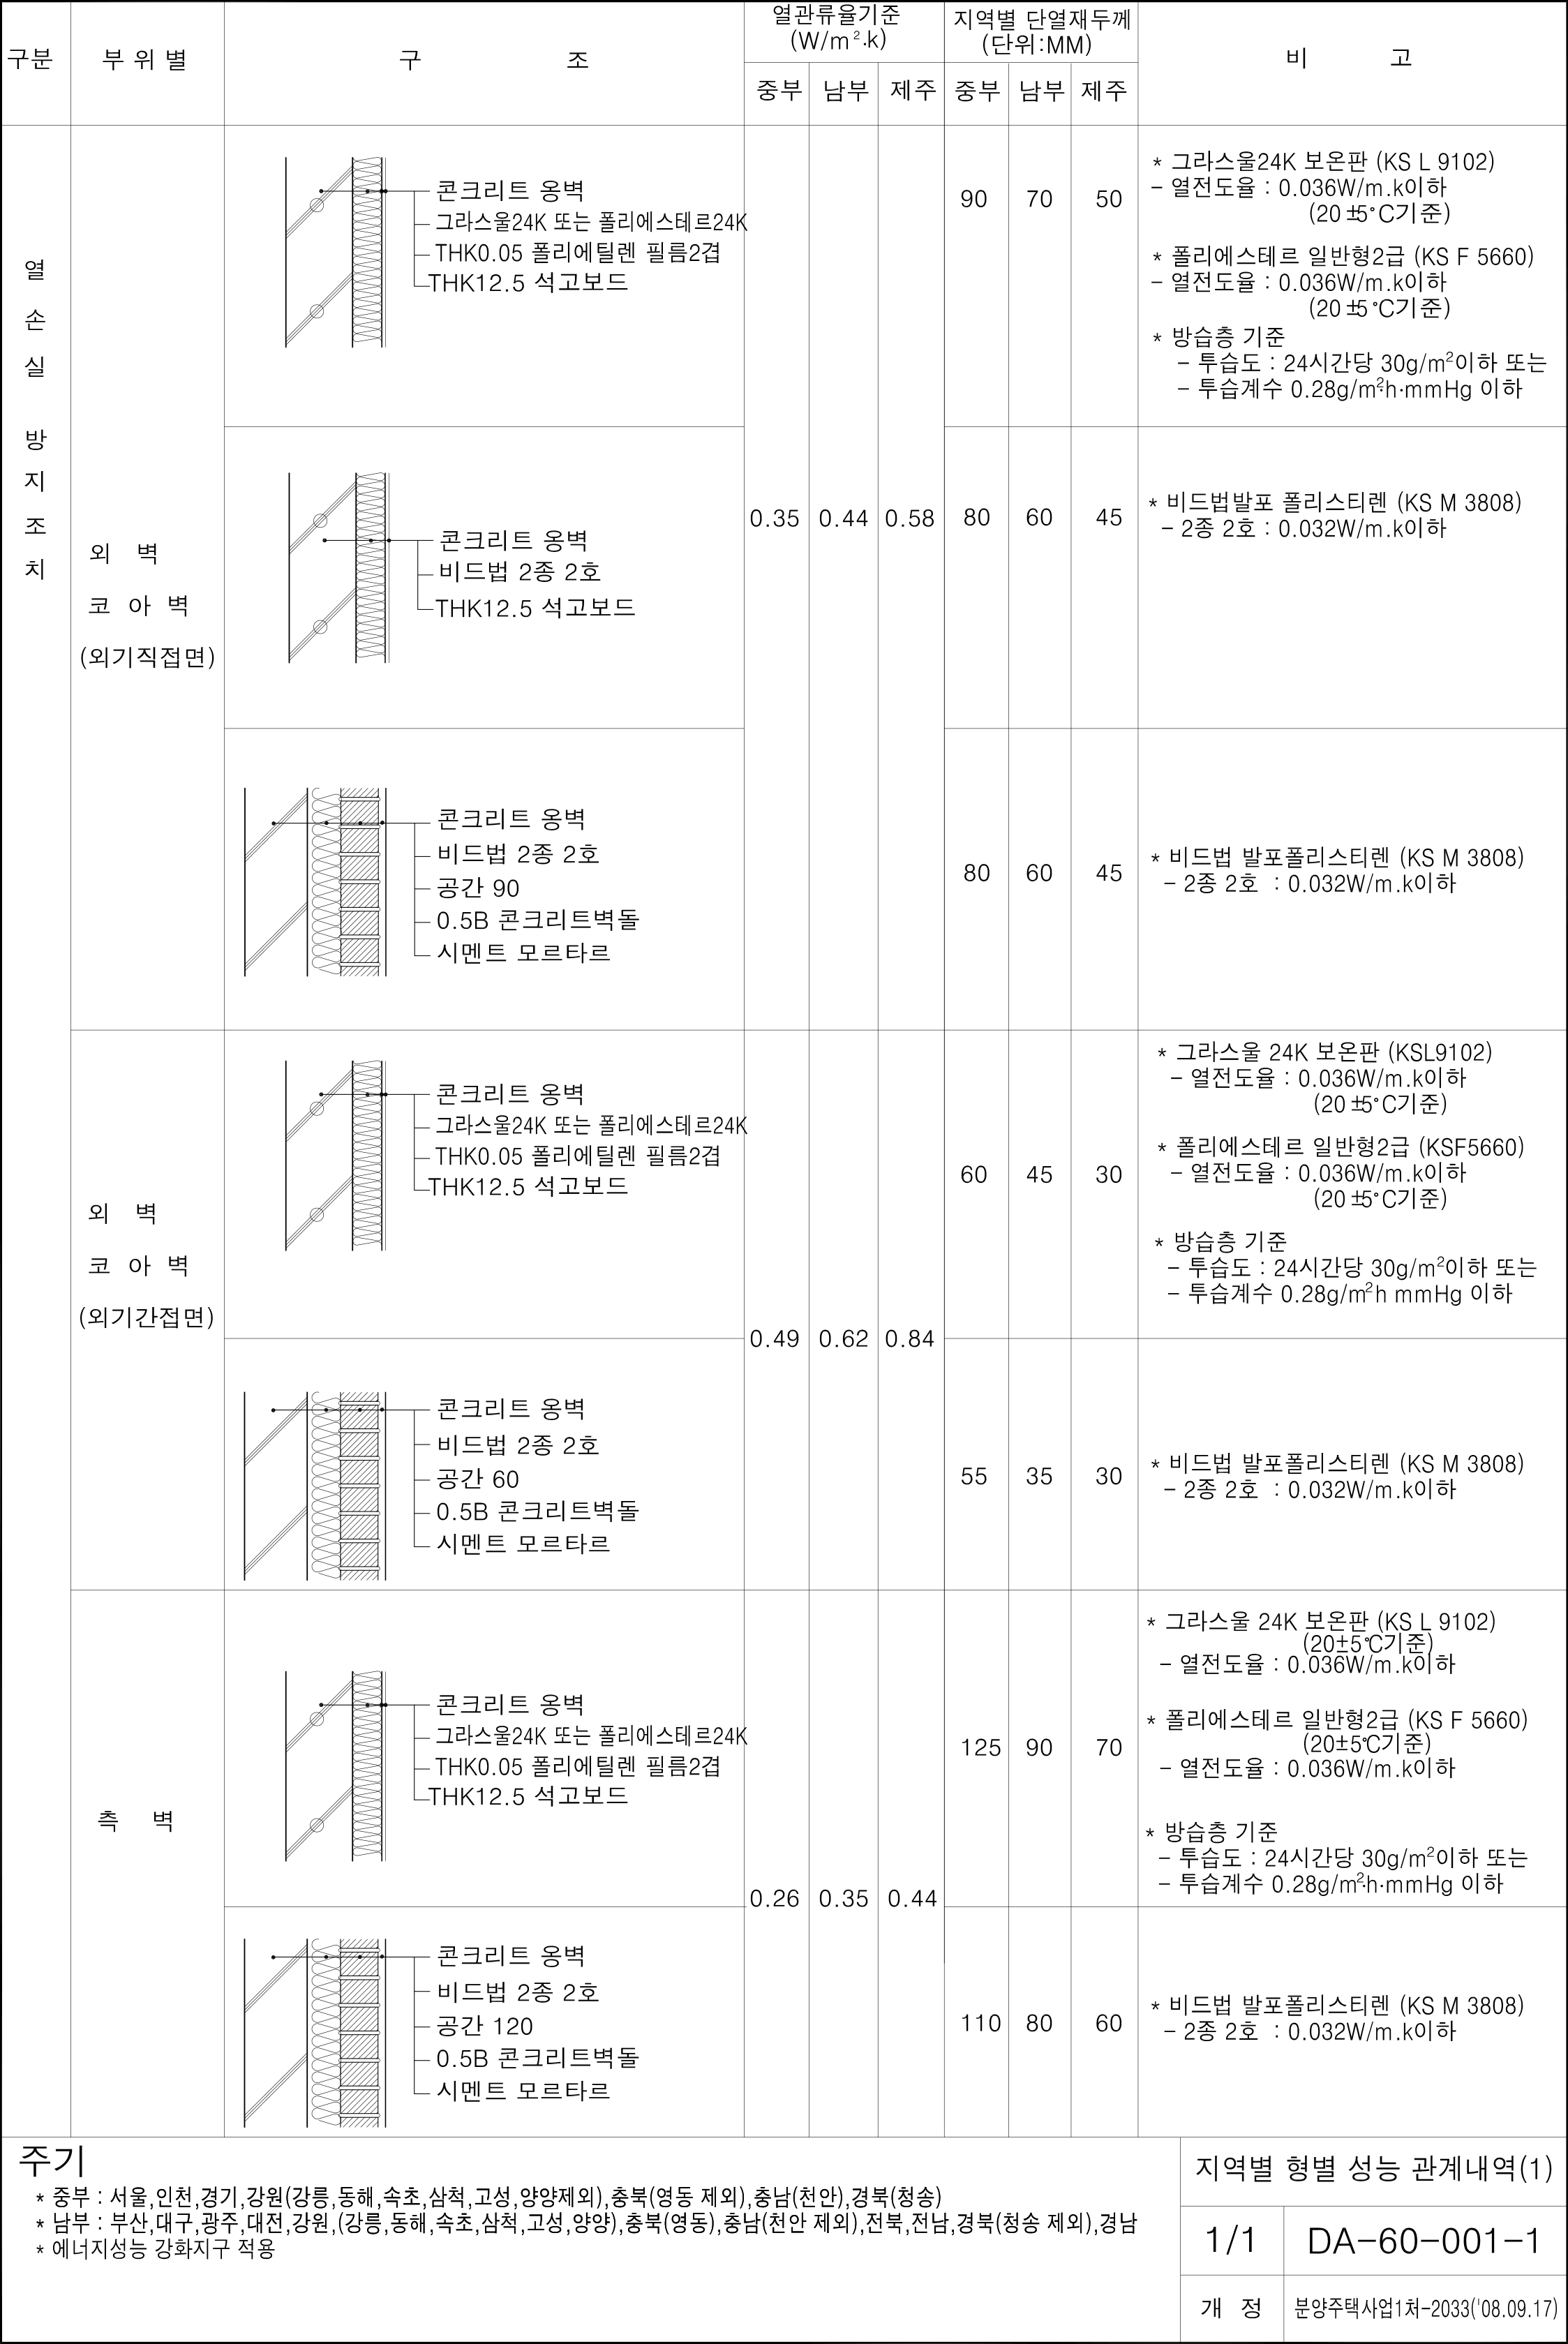 구분
부 위 별
구 조
열관류율기준
(W/m²·k)
지역별 단열재두께
(단위:MM)
비 고
중부 남부 제주 중부 남부 제주
열 손 실 방 지 조 치
외 벽
코 아 벽
(외기직접면)
콘크리트 옹벽
그라스울24K 또는 폴리에스테르24K
THK0.05 폴리에틸렌 필름2겹
THK12.5 석고보드
90 70 50
* 그라스울24K 보온판 (KS L 9102)
- 열전도율 : 0.036W/m.k이하
(20±5°C기준)
* 폴리에스테르 일반형2급 (KS F 5660)
- 열전도율 : 0.036W/m.k이하
(20±5°C기준)
* 방습층 기준
- 투습도 : 24시간당 30g/m²이하 또는
- 투습계수 0.28g/m²·h·mmHg 이하
콘크리트 옹벽
비드법 2종 2호
THK12.5 석고보드
0.35 0.44 0.58
80 60 45
* 비드법발포 폴리스티렌 (KS M 3808)
- 2종 2호 : 0.032W/m.k이하
콘크리트 옹벽
비드법 2종 2호
공간 90
0.5B 콘크리트벽돌
시멘트 모르타르
80 60 45
* 비드법 발포폴리스티렌 (KS M 3808)
- 2종 2호 : 0.032W/m.k이하
외 벽
코 아 벽
(외기간접면)
콘크리트 옹벽
그라스울24K 또는 폴리에스테르24K
THK0.05 폴리에틸렌 필름2겹
THK12.5 석고보드
0.49 0.62 0.84
60 45 30
* 그라스울 24K 보온판 (KSL9102)
- 열전도율 : 0.036W/m.k이하
(20±5°C기준)
* 폴리에스테르 일반형2급 (KSF5660)
- 열전도율 : 0.036W/m.k이하
(20±5°C기준)
* 방습층 기준
- 투습도 : 24시간당 30g/m²이하 또는
- 투습계수 0.28g/m²h mmHg 이하
콘크리트 옹벽
비드법 2종 2호
공간 60
0.5B 콘크리트벽돌
시멘트 모르타르
55 35 30
* 비드법 발포폴리스티렌 (KS M 3808)
- 2종 2호 : 0.032W/m.k이하
측 벽
콘크리트 옹벽
그라스울24K 또는 폴리에스테르24K
THK0.05 폴리에틸렌 필름2겹
THK12.5 석고보드
0.26 0.35 0.44
125 90 70
* 그라스울 24K 보온판 (KS L 9102)
(20±5℃기준)
- 열전도율 : 0.036W/m.k이하
* 폴리에스테르 일반형2급 (KS F 5660)
(20±5℃기준)
- 열전도율 : 0.036W/m.k이하
* 방습층 기준
- 투습도 : 24시간당 30g/m²이하 또는
- 투습계수 0.28g/m²·h·mmHg 이하
콘크리트 옹벽
비드법 2종 2호
공간 120
0.5B 콘크리트벽돌
시멘트 모르타르
110 80 60
* 비드법 발포폴리스티렌 (KS M 3808)
- 2종 2호 : 0.032W/m.k이하
주기
* 중부 : 서울,인천,경기,강원(강릉,동해,속초,삼척,고성,양양제외),충북(영동 제외),충남(천안),경북(청송)
* 남부 : 부산,대구,광주,대전,강원,(강릉,동해,속초,삼척,고성,양양),충북(영동),충남(천안 제외),전북,전남,경북(청송 제외),경남
* 에너지성능 강화지구 적용
지역별 형별 성능 관계내역(1)
1/1 DA-60-001-1
개 정 분양주택사업1처-2033('08.09.17)